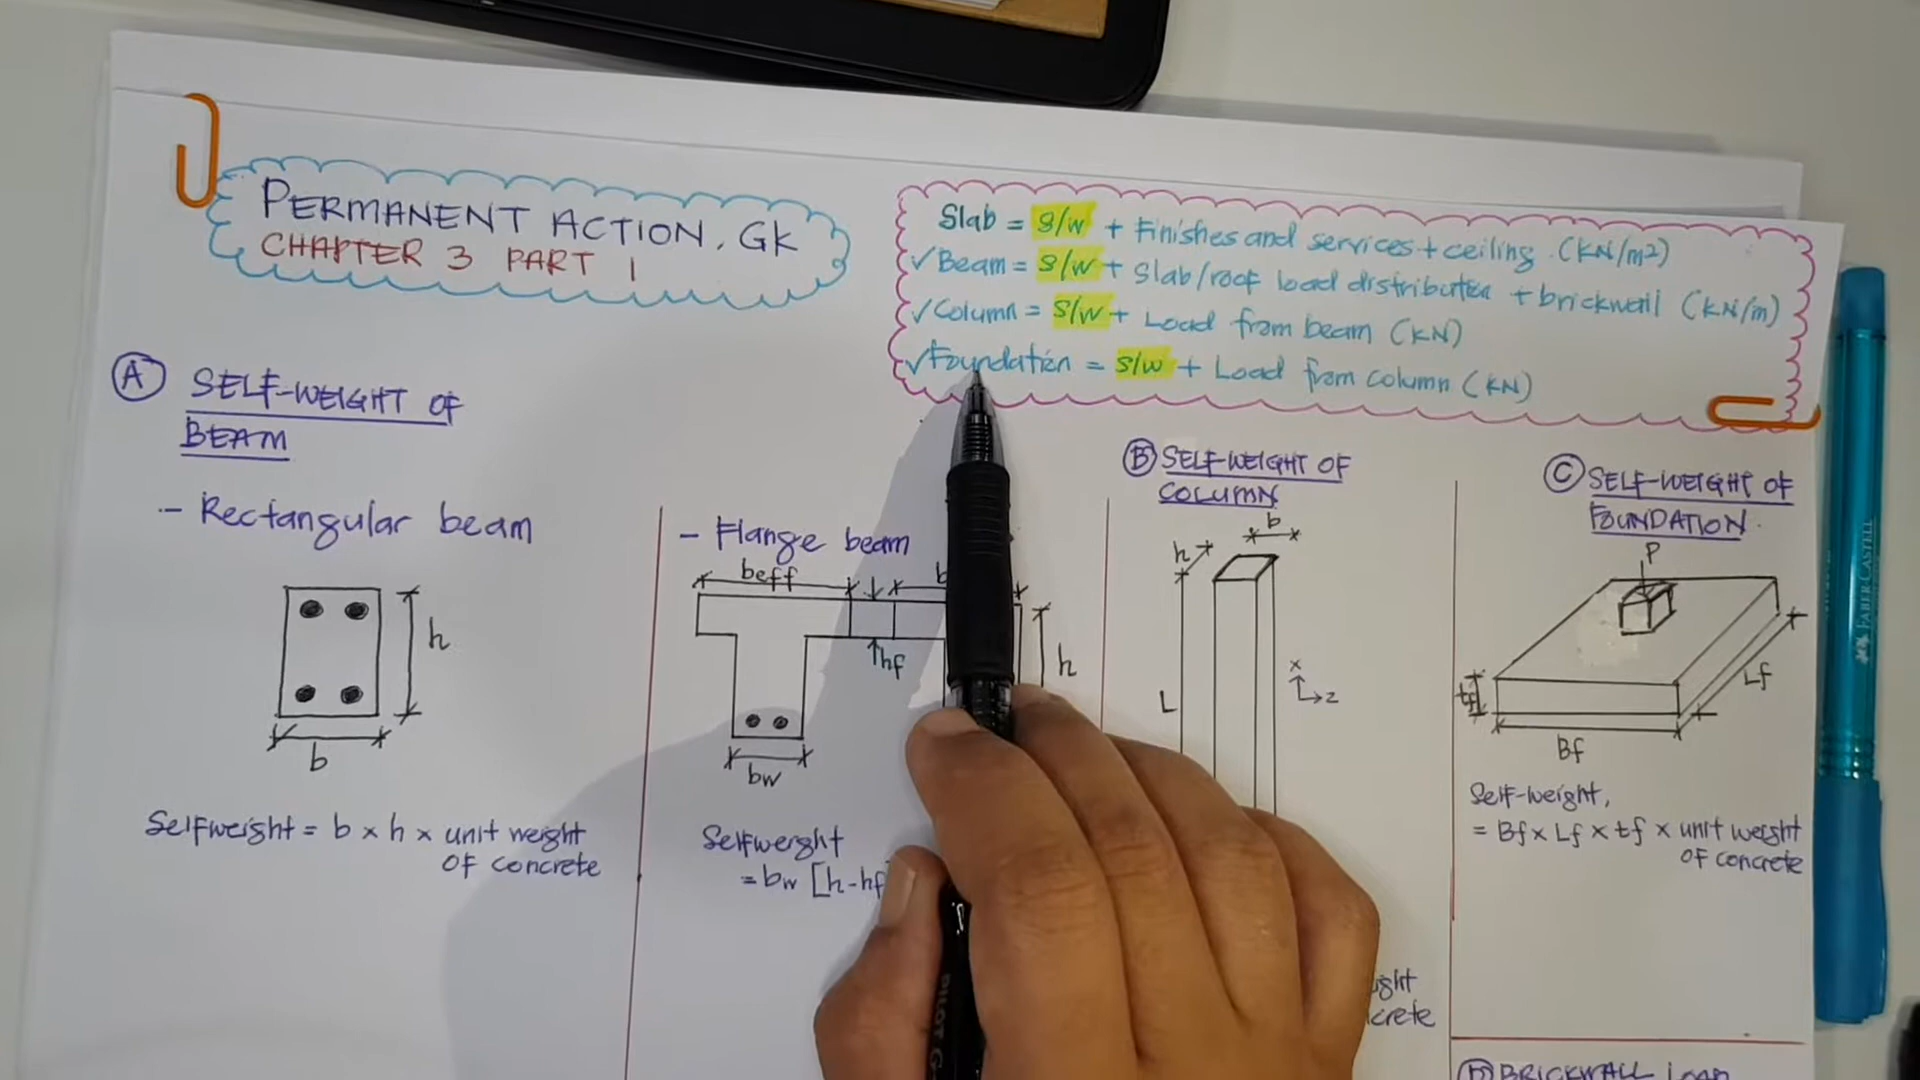 PERMANENT ACTION, GK
CHAPTER 3 PART 1
Slab = s/w + Finishes and services + ceiling (KN/m2)
✓Beam = s/w + slab/roof load distribution + brickwall (KN/m)
✓Column = s/w + Load from beam (KN)
✓Foundation = s/w + Load from column (KN)
A SELF-WEIGHT OF
BEAM
- Rectangular beam
h
b
Selfweight = b x h x unit weight
of concrete
- Flange beam
beff
hf
h
bw
Selfweight
= bw [h-hf
B SELF-WEIGHT OF
COLUMN
b
h
L
x
z
C SELF-WEIGHT OF
FOUNDATION
P
tf
Lf
Bf
Self-weight,
= Bf x Lf x tf x unit weight
of concrete
D BRICKWALL
FABER-CASTELL
PILOT G